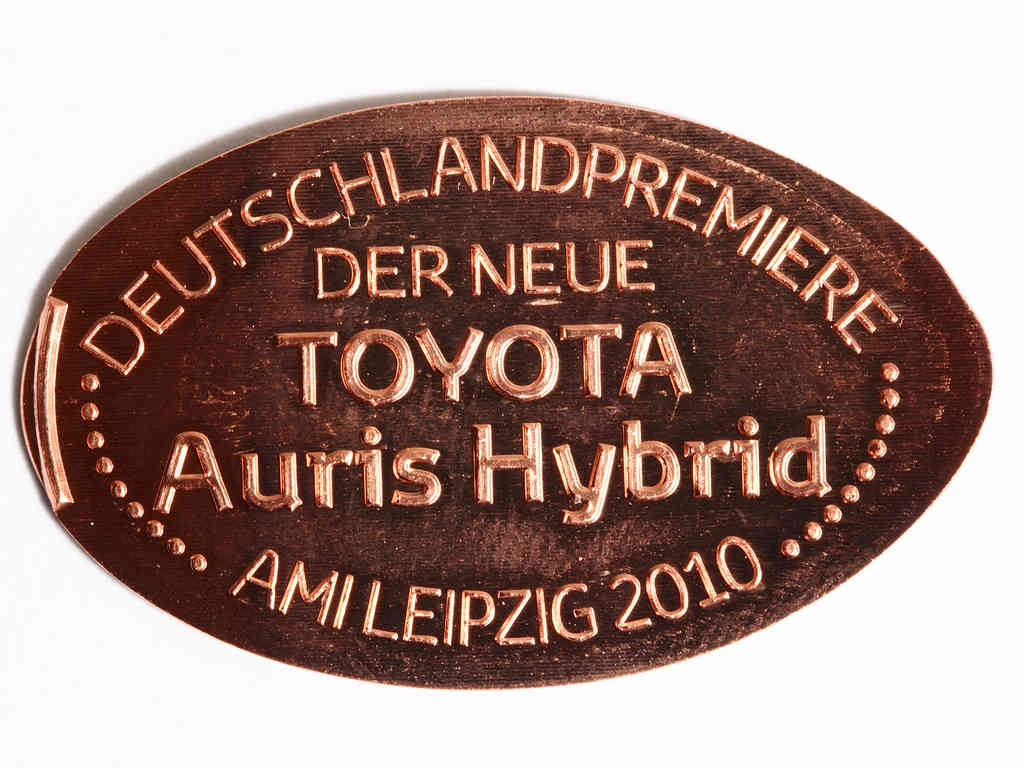 DEUTSCHLANDPREMIERE
DER NEUE
TOYOTA
Auris Hybrid
AMI LEIPZIG 2010